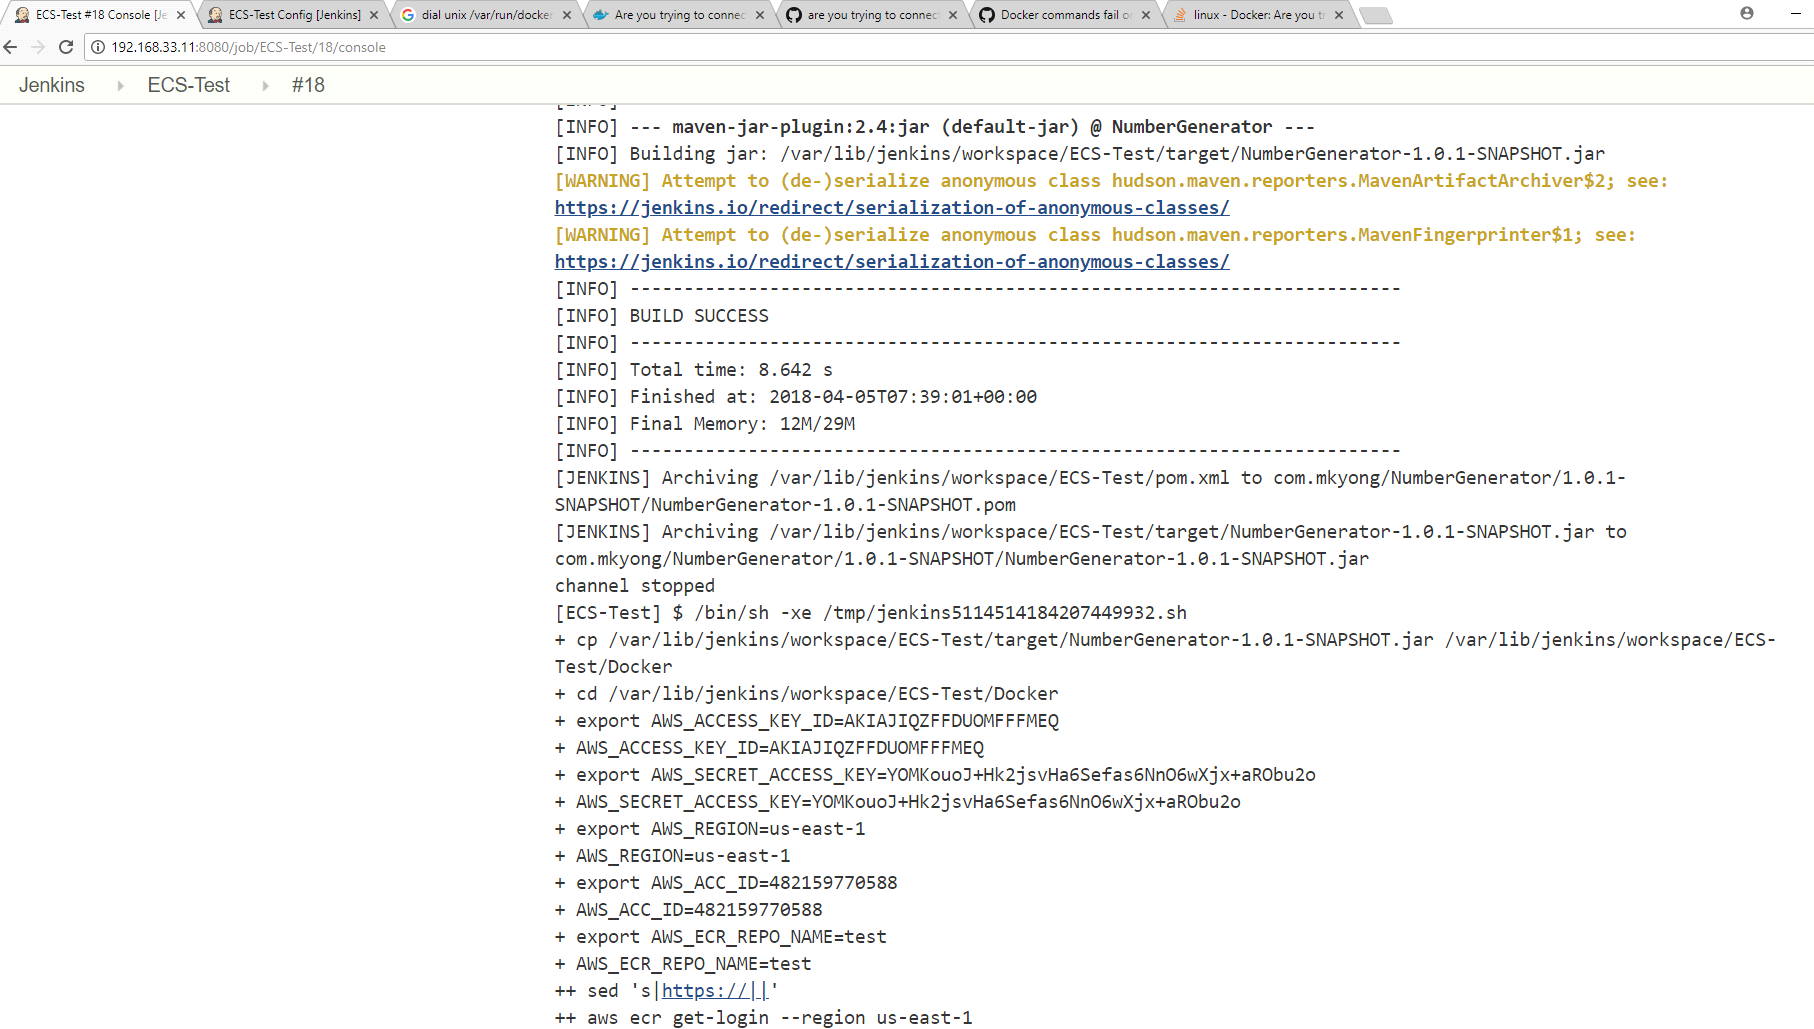 ECS-Test #18 Console [Je
ECS-Test Config [Jenkins]
dial unix /var/run/docker
Are you trying to connec
are you trying to connect
Docker commands fail or
linux - Docker: Are you t
192.168.33.11:8080/job/ECS-Test/18/console
Jenkins ECS-Test #18
[INFO]
[INFO] --- maven-jar-plugin:2.4:jar (default-jar) @ NumberGenerator ---
[INFO] Building jar: /var/lib/jenkins/workspace/ECS-Test/target/NumberGenerator-1.0.1-SNAPSHOT.jar
[WARNING] Attempt to (de-)serialize anonymous class hudson.maven.reporters.MavenArtifactArchiver$2; see:
https://jenkins.io/redirect/serialization-of-anonymous-classes/
[WARNING] Attempt to (de-)serialize anonymous class hudson.maven.reporters.MavenFingerprinter$1; see:
https://jenkins.io/redirect/serialization-of-anonymous-classes/
[INFO] ------------------------------------------------------------------------
[INFO] BUILD SUCCESS
[INFO] ------------------------------------------------------------------------
[INFO] Total time: 8.642 s
[INFO] Finished at: 2018-04-05T07:39:01+00:00
[INFO] Final Memory: 12M/29M
[INFO] ------------------------------------------------------------------------
[JENKINS] Archiving /var/lib/jenkins/workspace/ECS-Test/pom.xml to com.mkyong/NumberGenerator/1.0.1-
SNAPSHOT/NumberGenerator-1.0.1-SNAPSHOT.pom
[JENKINS] Archiving /var/lib/jenkins/workspace/ECS-Test/target/NumberGenerator-1.0.1-SNAPSHOT.jar to
com.mkyong/NumberGenerator/1.0.1-SNAPSHOT/NumberGenerator-1.0.1-SNAPSHOT.jar
channel stopped
[ECS-Test] $ /bin/sh -xe /tmp/jenkins5114514184207449932.sh
+ cp /var/lib/jenkins/workspace/ECS-Test/target/NumberGenerator-1.0.1-SNAPSHOT.jar /var/lib/jenkins/workspace/ECS-
Test/Docker
+ cd /var/lib/jenkins/workspace/ECS-Test/Docker
+ export AWS_ACCESS_KEY_ID=AKIAJIQZFFDUOMFFFMEQ
+ AWS_ACCESS_KEY_ID=AKIAJIQZFFDUOMFFFMEQ
+ export AWS_SECRET_ACCESS_KEY=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
+ AWS_SECRET_ACCESS_KEY=YOMKouoJ+Hk2jsvHa6Sefas6NnO6wXjx+aRObu2o
+ export AWS_REGION=us-east-1
+ AWS_REGION=us-east-1
+ export AWS_ACC_ID=482159770588
+ AWS_ACC_ID=482159770588
+ export AWS_ECR_REPO_NAME=test
+ AWS_ECR_REPO_NAME=test
++ sed 's|https://||'
++ aws ecr get-login --region us-east-1